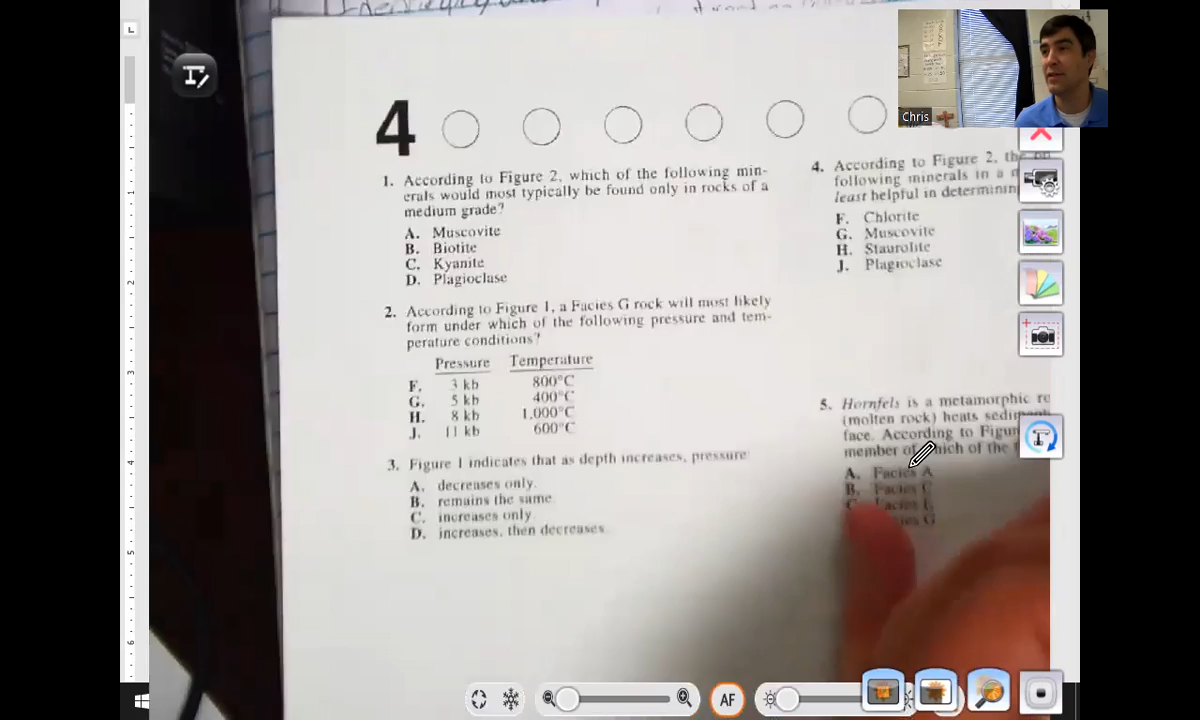 Identifying
Chris
4
1. According to Figure 2, which of the following min-
erals would most typically be found only in rocks of a
medium grade?
A. Muscovite
B. Biotite
C. Kyanite
D. Plagioclase
2. According to Figure 1, a Facies G rock will most likely
form under which of the following pressure and tem-
perature conditions?
Pressure Temperature
F. 3 kb 800°C
G. 5 kb 400°C
H. 8 kb 1,000°C
J. 11 kb 600°C
3. Figure 1 indicates that as depth increases, pressure
A. decreases only.
B. remains the same.
C. increases only.
D. increases, then decreases.
4. According to Figure 2, the
following minerals in a
least helpful in determinin
F. Chlorite
G. Muscovite
H. Staurolite
J. Plagioclase
5. Hornfels is a metamorphic
(molten rock) heats
face. According to
member of which of the
A. Facies A
B. Facies C
C. Facies E
G
AF